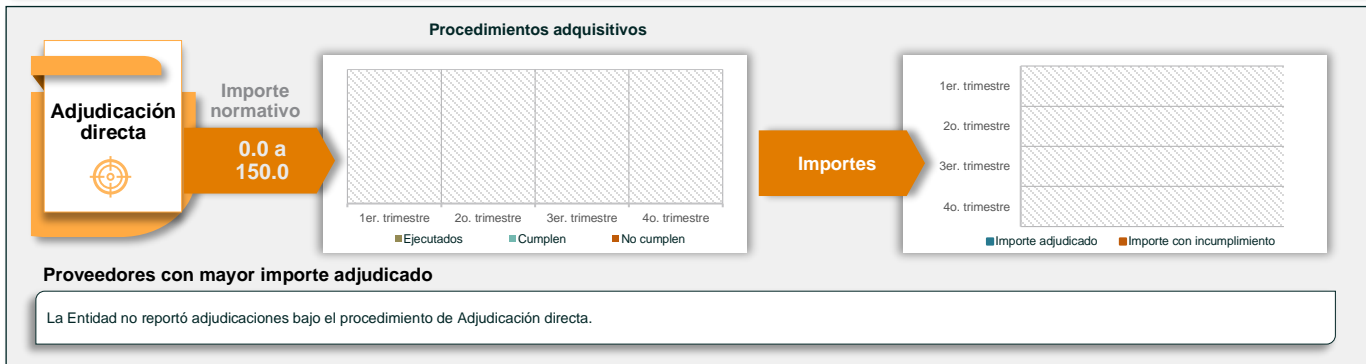 Procedimientos adquisitivos
Adjudicación
directa
Importe
normativo
0.0 a
150.0
1er. trimestre
2o. trimestre
3er. trimestre
4o. trimestre
Ejecutados
Cumplen
No cumplen
Importes
1er. trimestre
2o. trimestre
3er. trimestre
4o. trimestre
Importe adjudicado
Importe con incumplimiento
Proveedores con mayor importe adjudicado
La Entidad no reportó adjudicaciones bajo el procedimiento de Adjudicación directa.